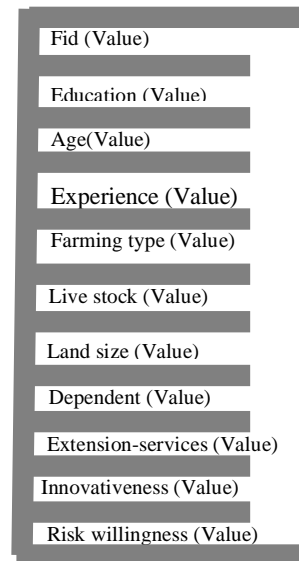 Fid (Value)
Education (Value)
Age(Value)
Experience (Value)
Farming type (Value)
Live stock (Value)
Land size (Value)
Dependent (Value)
Extension-services (Value)
Innovativeness (Value)
Risk willingness (Value)